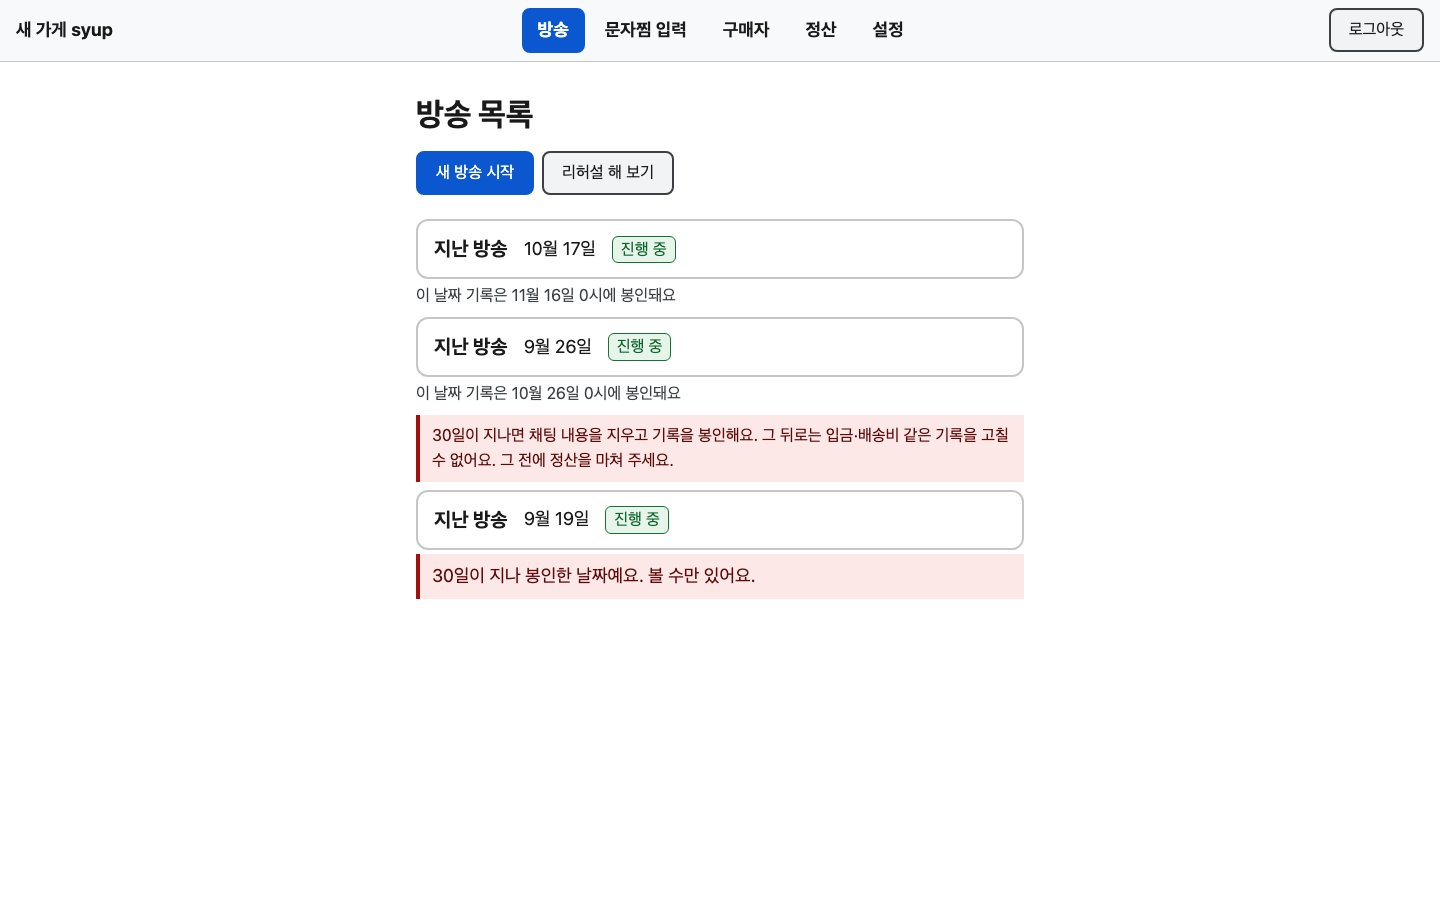 새 가게 syup
방송
문자찜 입력
구매자
정산
설정
로그아웃
방송 목록
새 방송 시작
리허설 해 보기
지난 방송 10월 17일 진행 중
이 날짜 기록은 11월 16일 0시에 봉인돼요
지난 방송 9월 26일 진행 중
이 날짜 기록은 10월 26일 0시에 봉인돼요
30일이 지나면 채팅 내용을 지우고 기록을 봉인해요. 그 뒤로는 입금·배송비 같은 기록을 고칠
수 없어요. 그 전에 정산을 마쳐 주세요.
지난 방송 9월 19일 진행 중
30일이 지나 봉인한 날짜예요. 볼 수만 있어요.